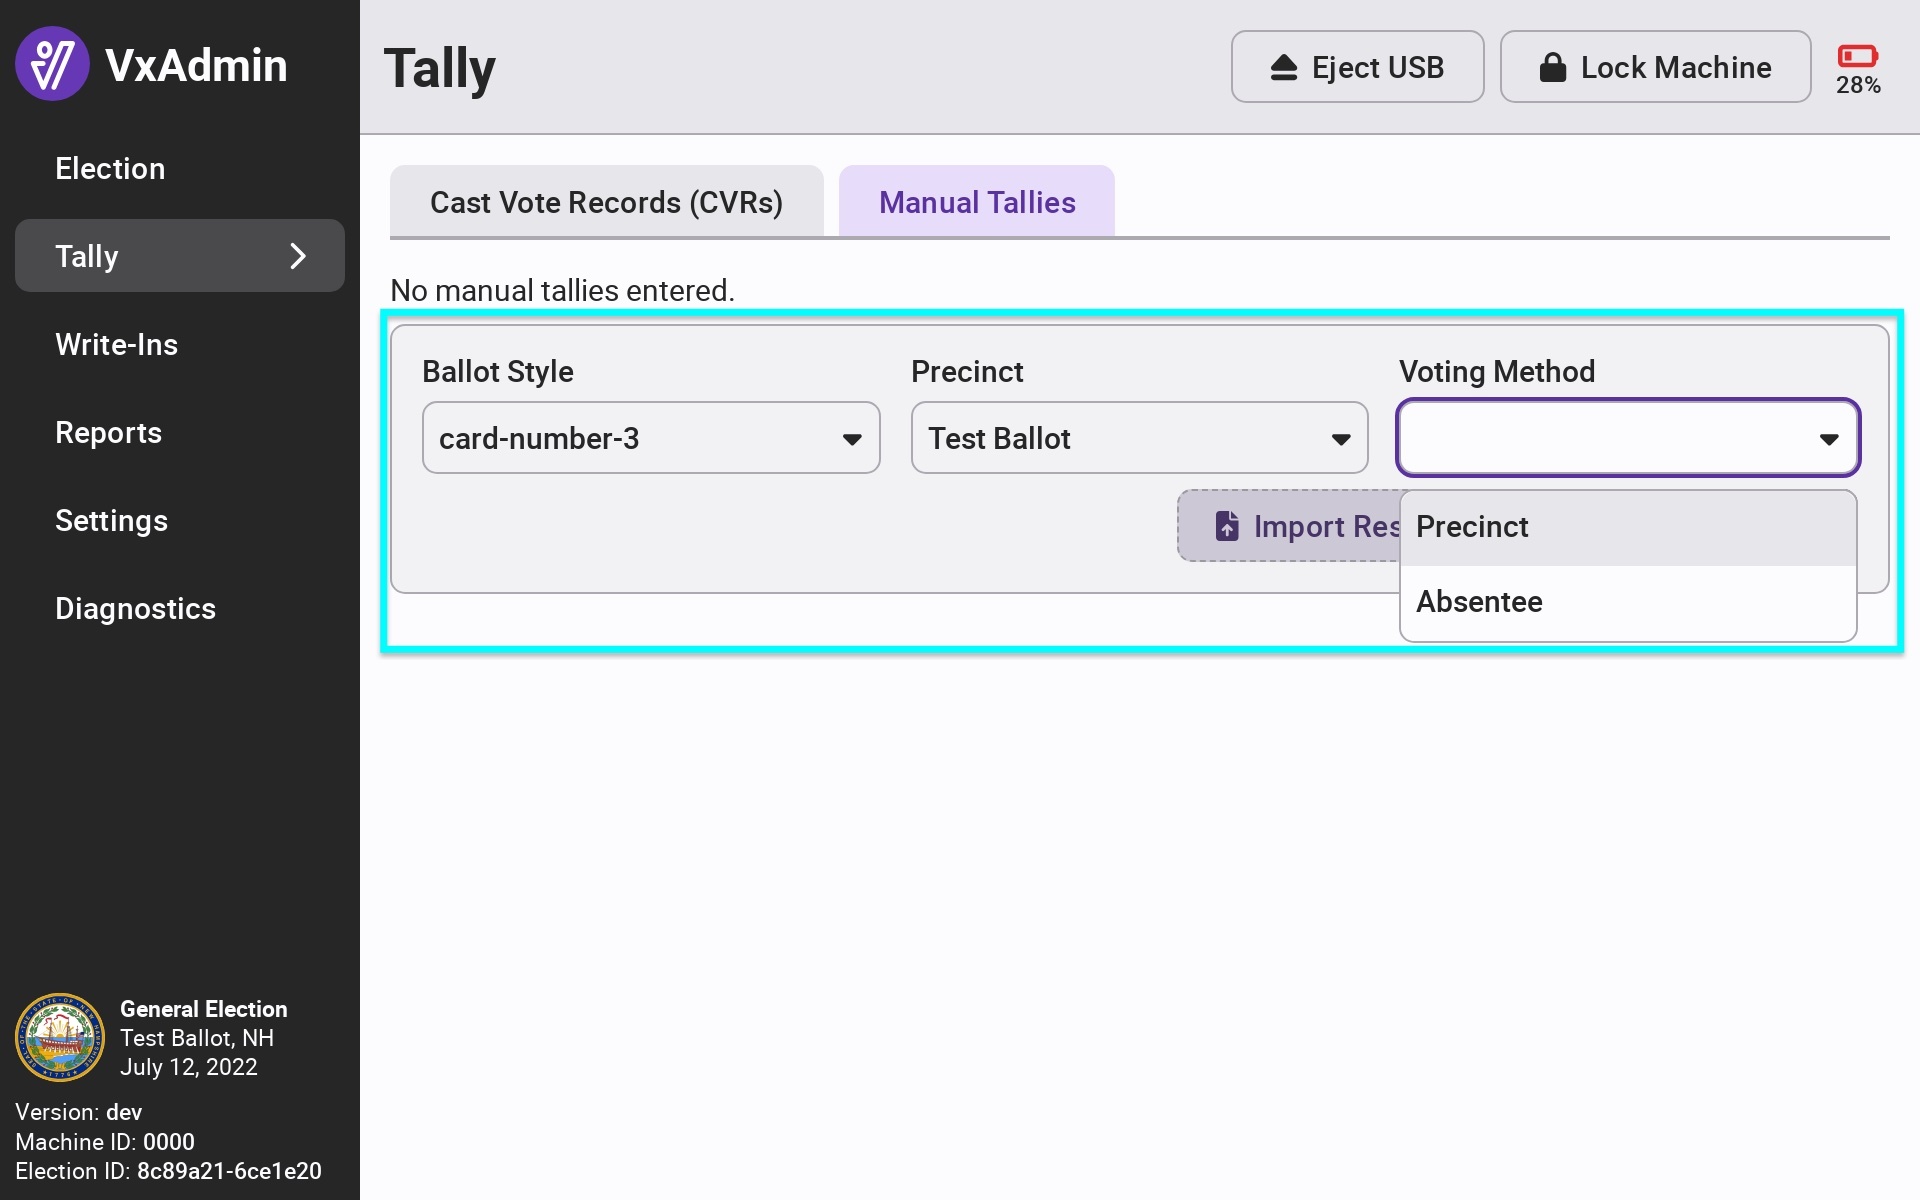 VxAdmin
Election
Tally
Write-Ins
Reports
Settings
Diagnostics
General Election
Test Ballot, NH
July 12, 2022
Version: dev
Machine ID: 0000
Election ID: 8c89a21-6ce1e20
Tally
Eject USB
Lock Machine
28%
Cast Vote Records (CVRs)
Manual Tallies
No manual tallies entered.
Ballot Style
Precinct
Voting Method
card-number-3
Test Ballot
Import Res
Precinct
Absentee